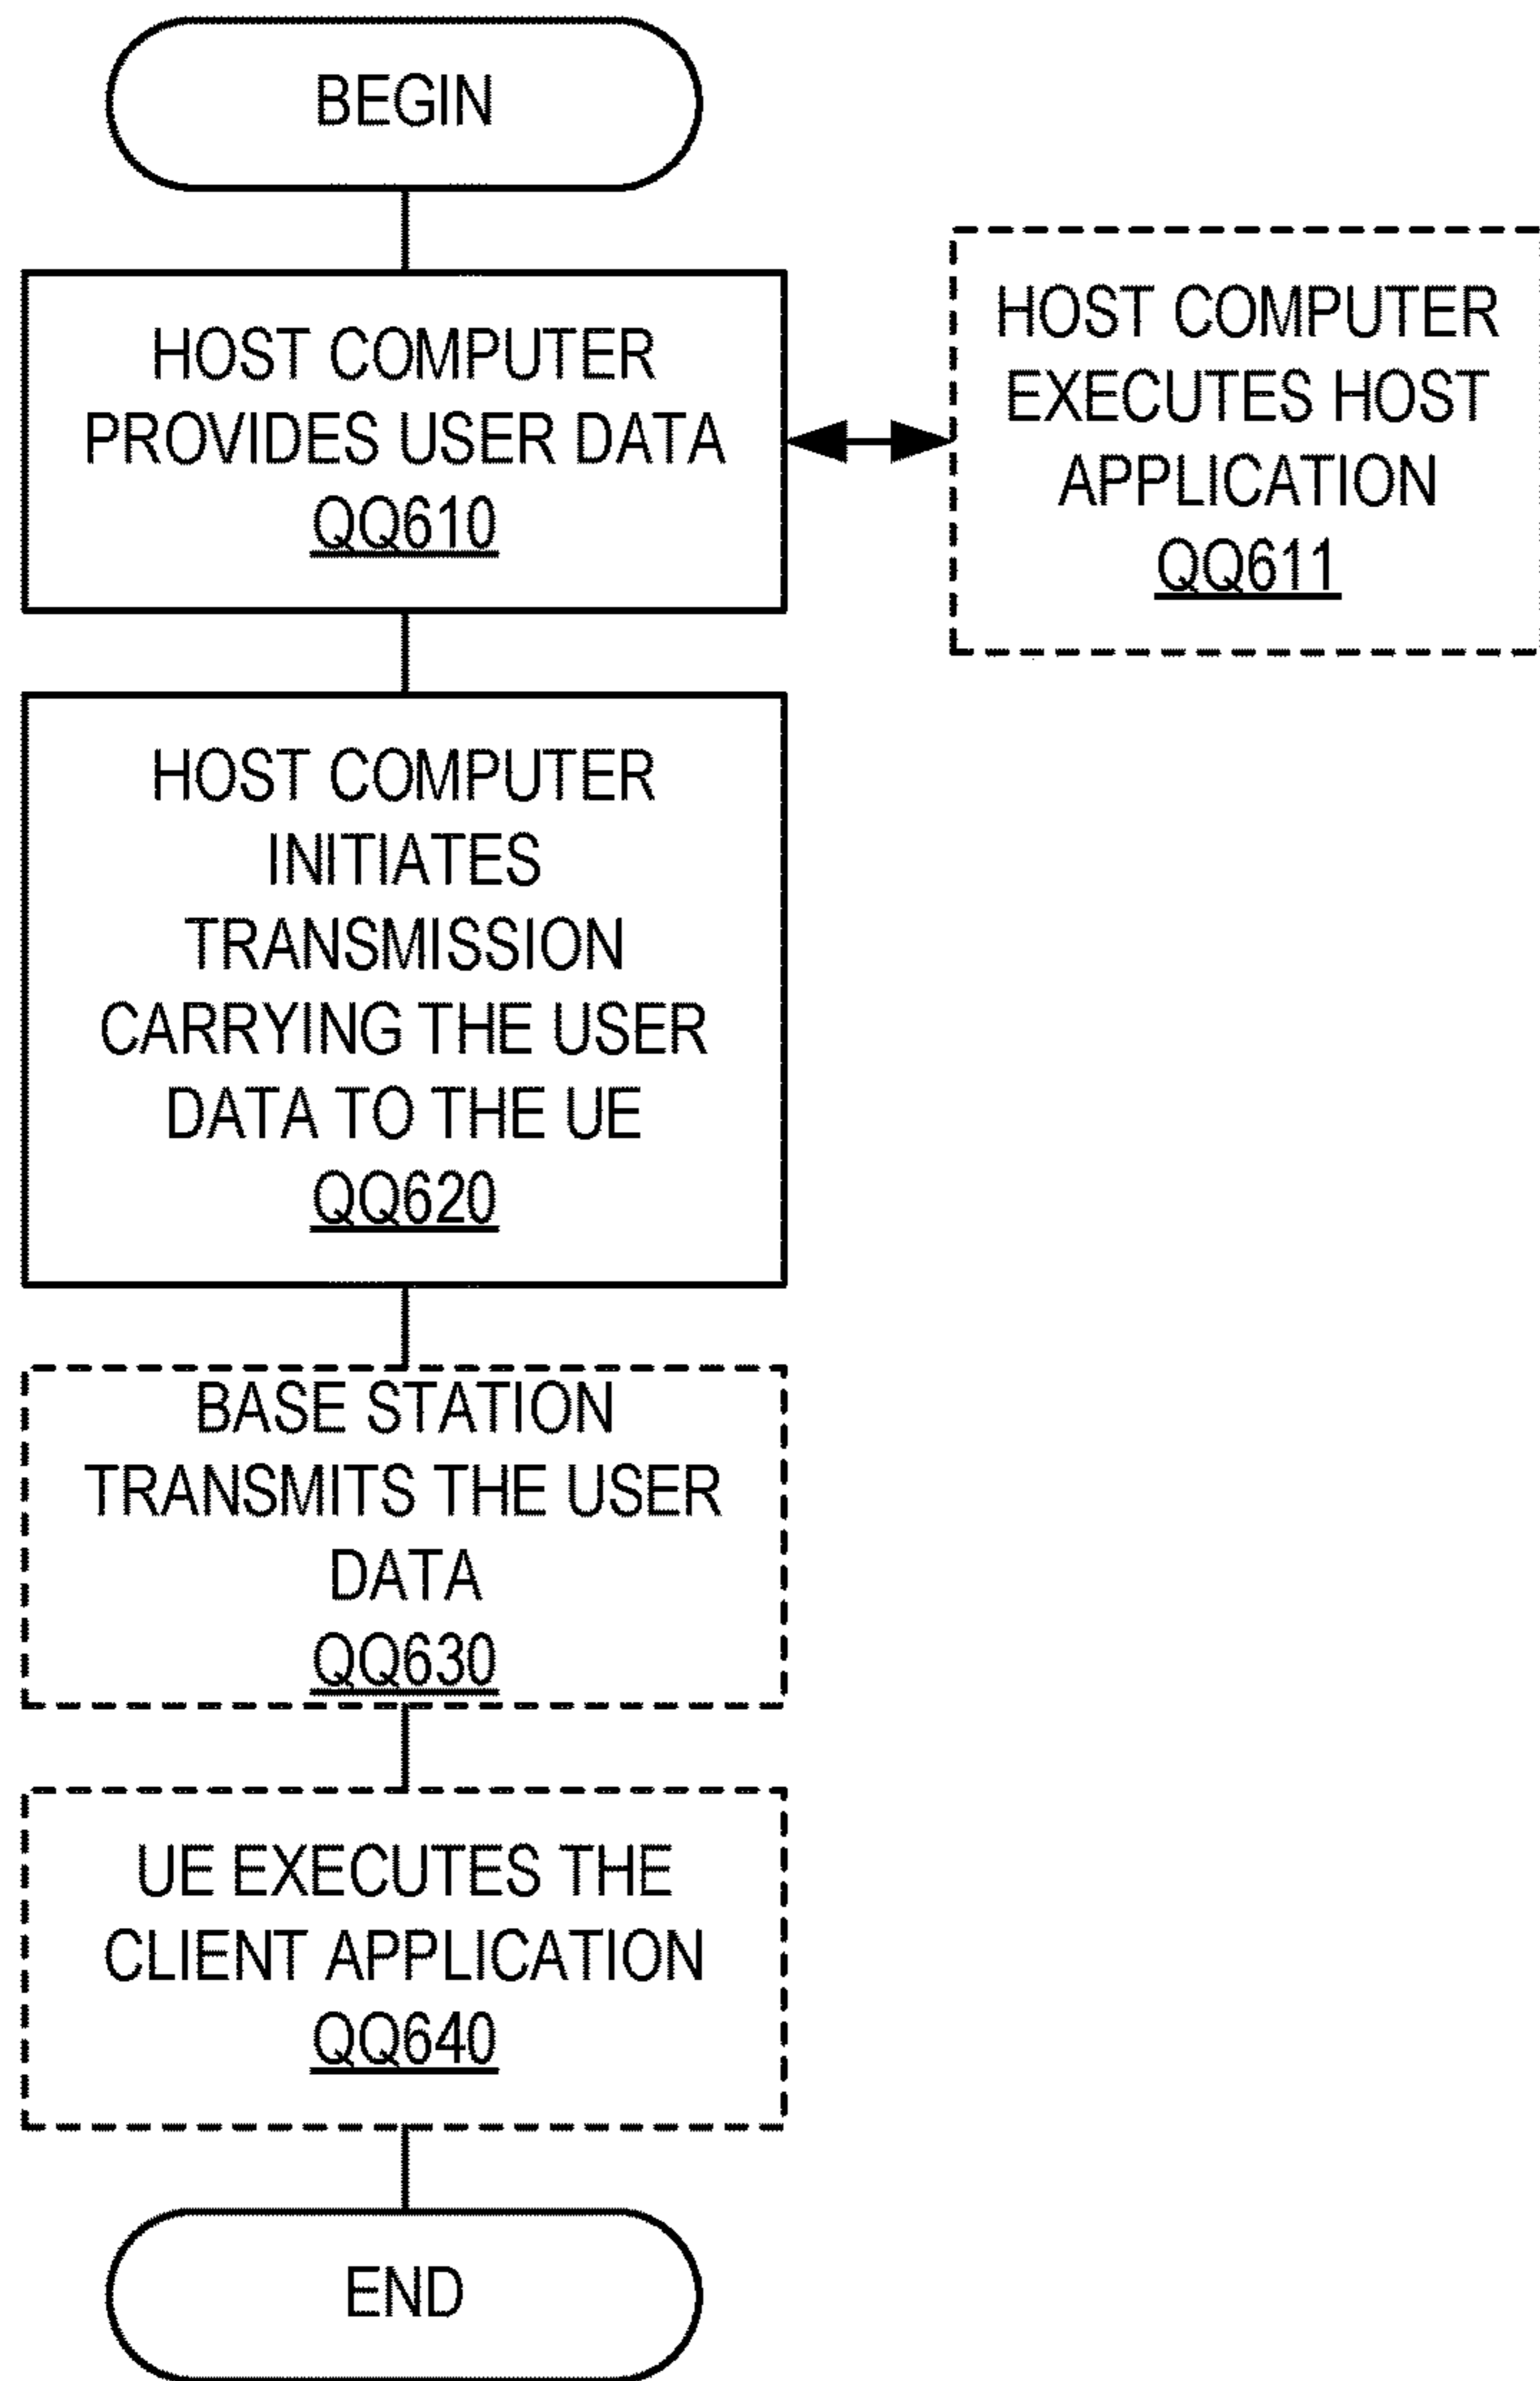 BEGIN
HOST COMPUTER
PROVIDES USER DATA
QQ610
HOST COMPUTER
EXECUTES HOST
APPLICATION
QQ611
HOST COMPUTER
INITIATES
TRANSMISSION
CARRYING THE USER
DATA TO THE UE
QQ620
BASE STATION
TRANSMITS THE USER
DATA
QQ630
UE EXECUTES THE
CLIENT APPLICATION
QQ640
END